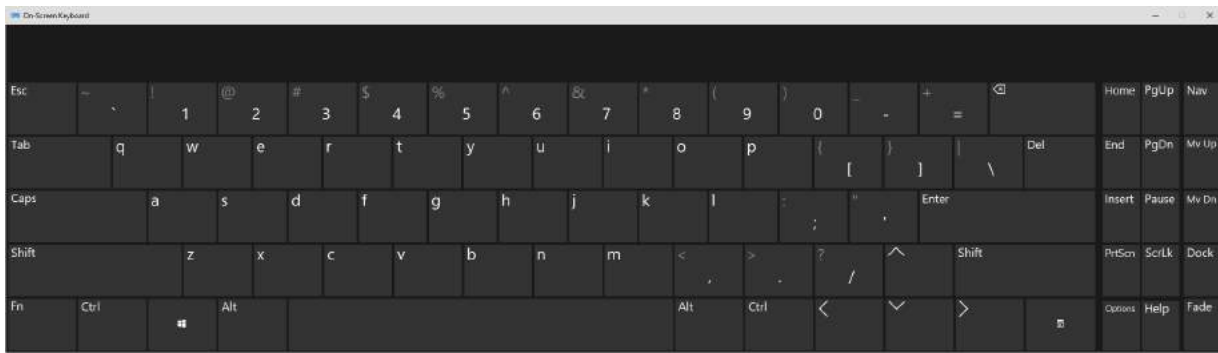 On-Screen Keyboard
Esc ~ ` ! 1 @ 2 # 3 $ 4 % 5 ^ 6 & 7 * 8 ( 9 ) 0 _ - + = Home PgUp Nav
Tab q w e r t y u i o p { [ } ] | \ Del End PgDn Mv Up
Caps a s d f g h j k l : ; " ' Enter Insert Pause Mv Dn
Shift z x c v b n m < , > . ? / Shift PrtScn ScrLk Dock
Fn Ctrl Alt Alt Ctrl Options Help Fade